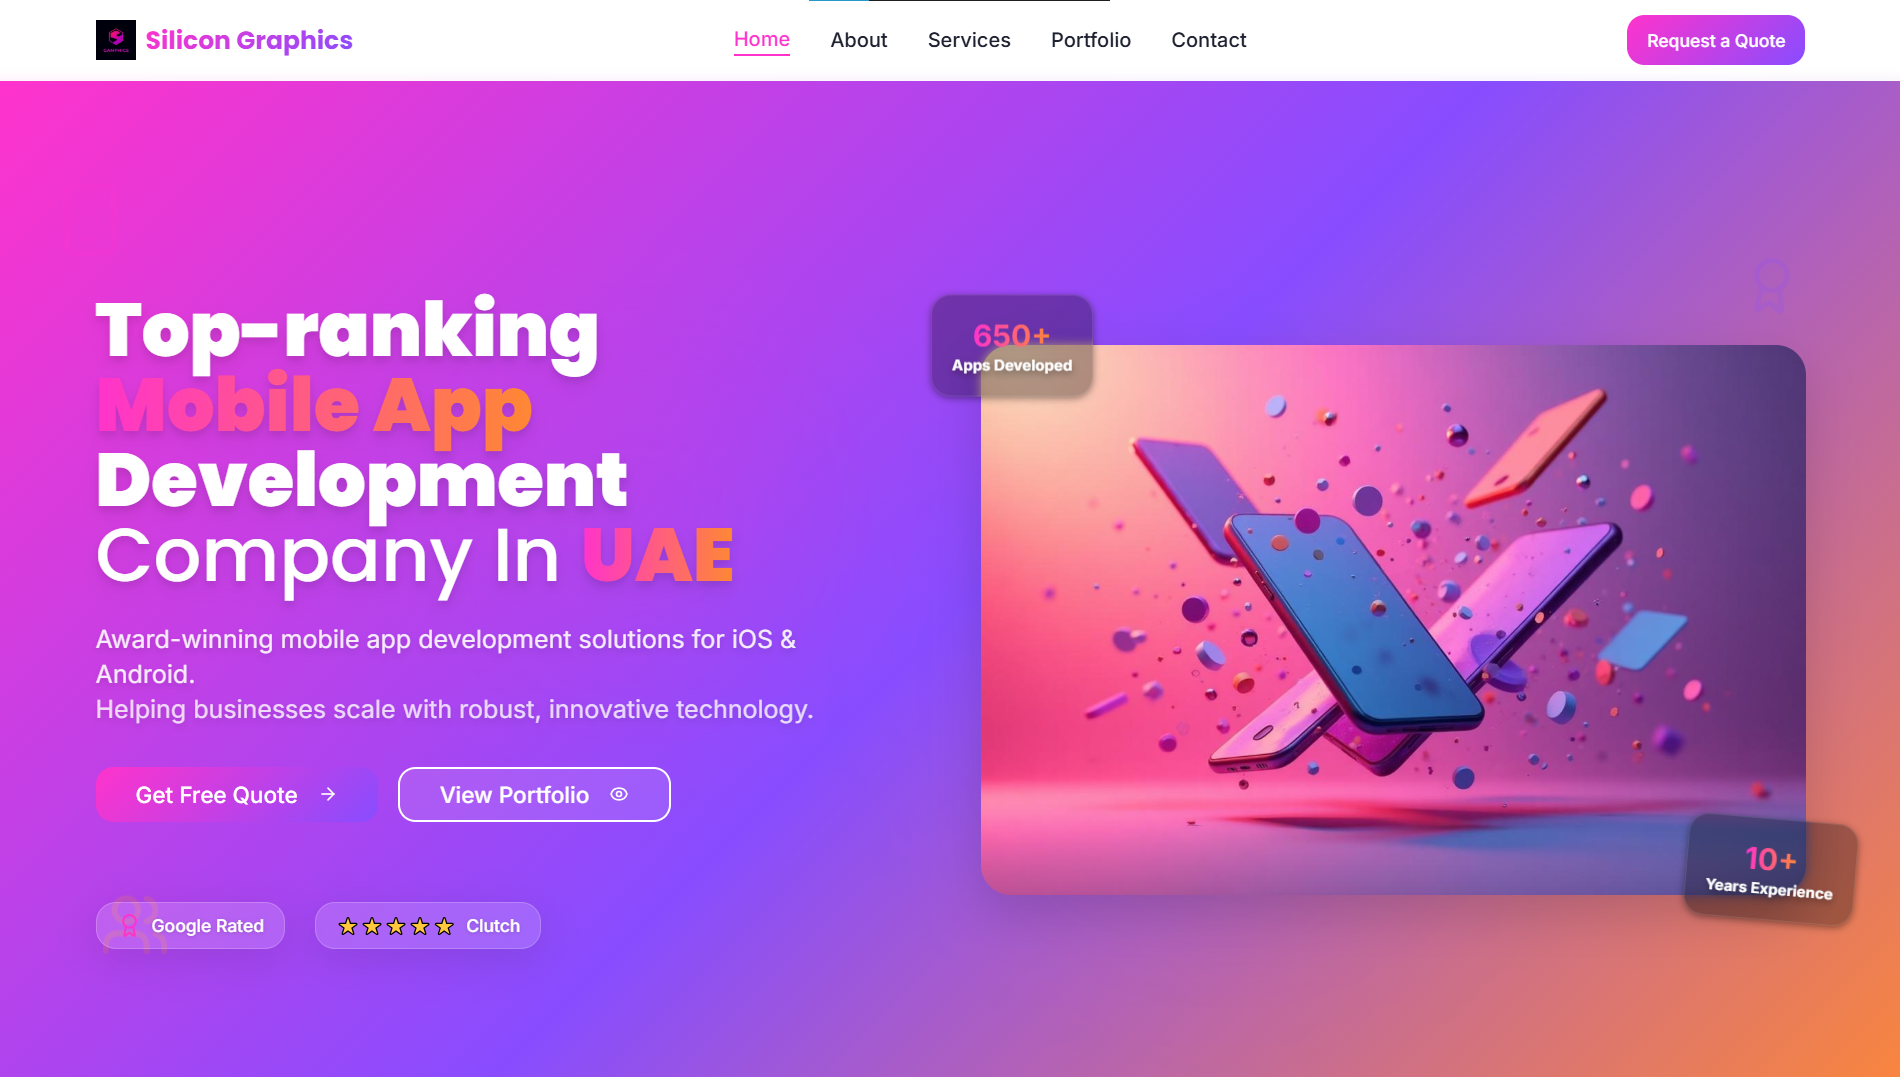 Silicon Graphics
Home
About
Services
Portfolio
Contact
Request a Quote
Top-ranking
Mobile App
Development
Company In UAE
Award-winning mobile app development solutions for iOS &
Android.
Helping businesses scale with robust, innovative technology.
Get Free Quote
View Portfolio
Google Rated
Clutch
650+
Apps Developed
10+
Years Experience